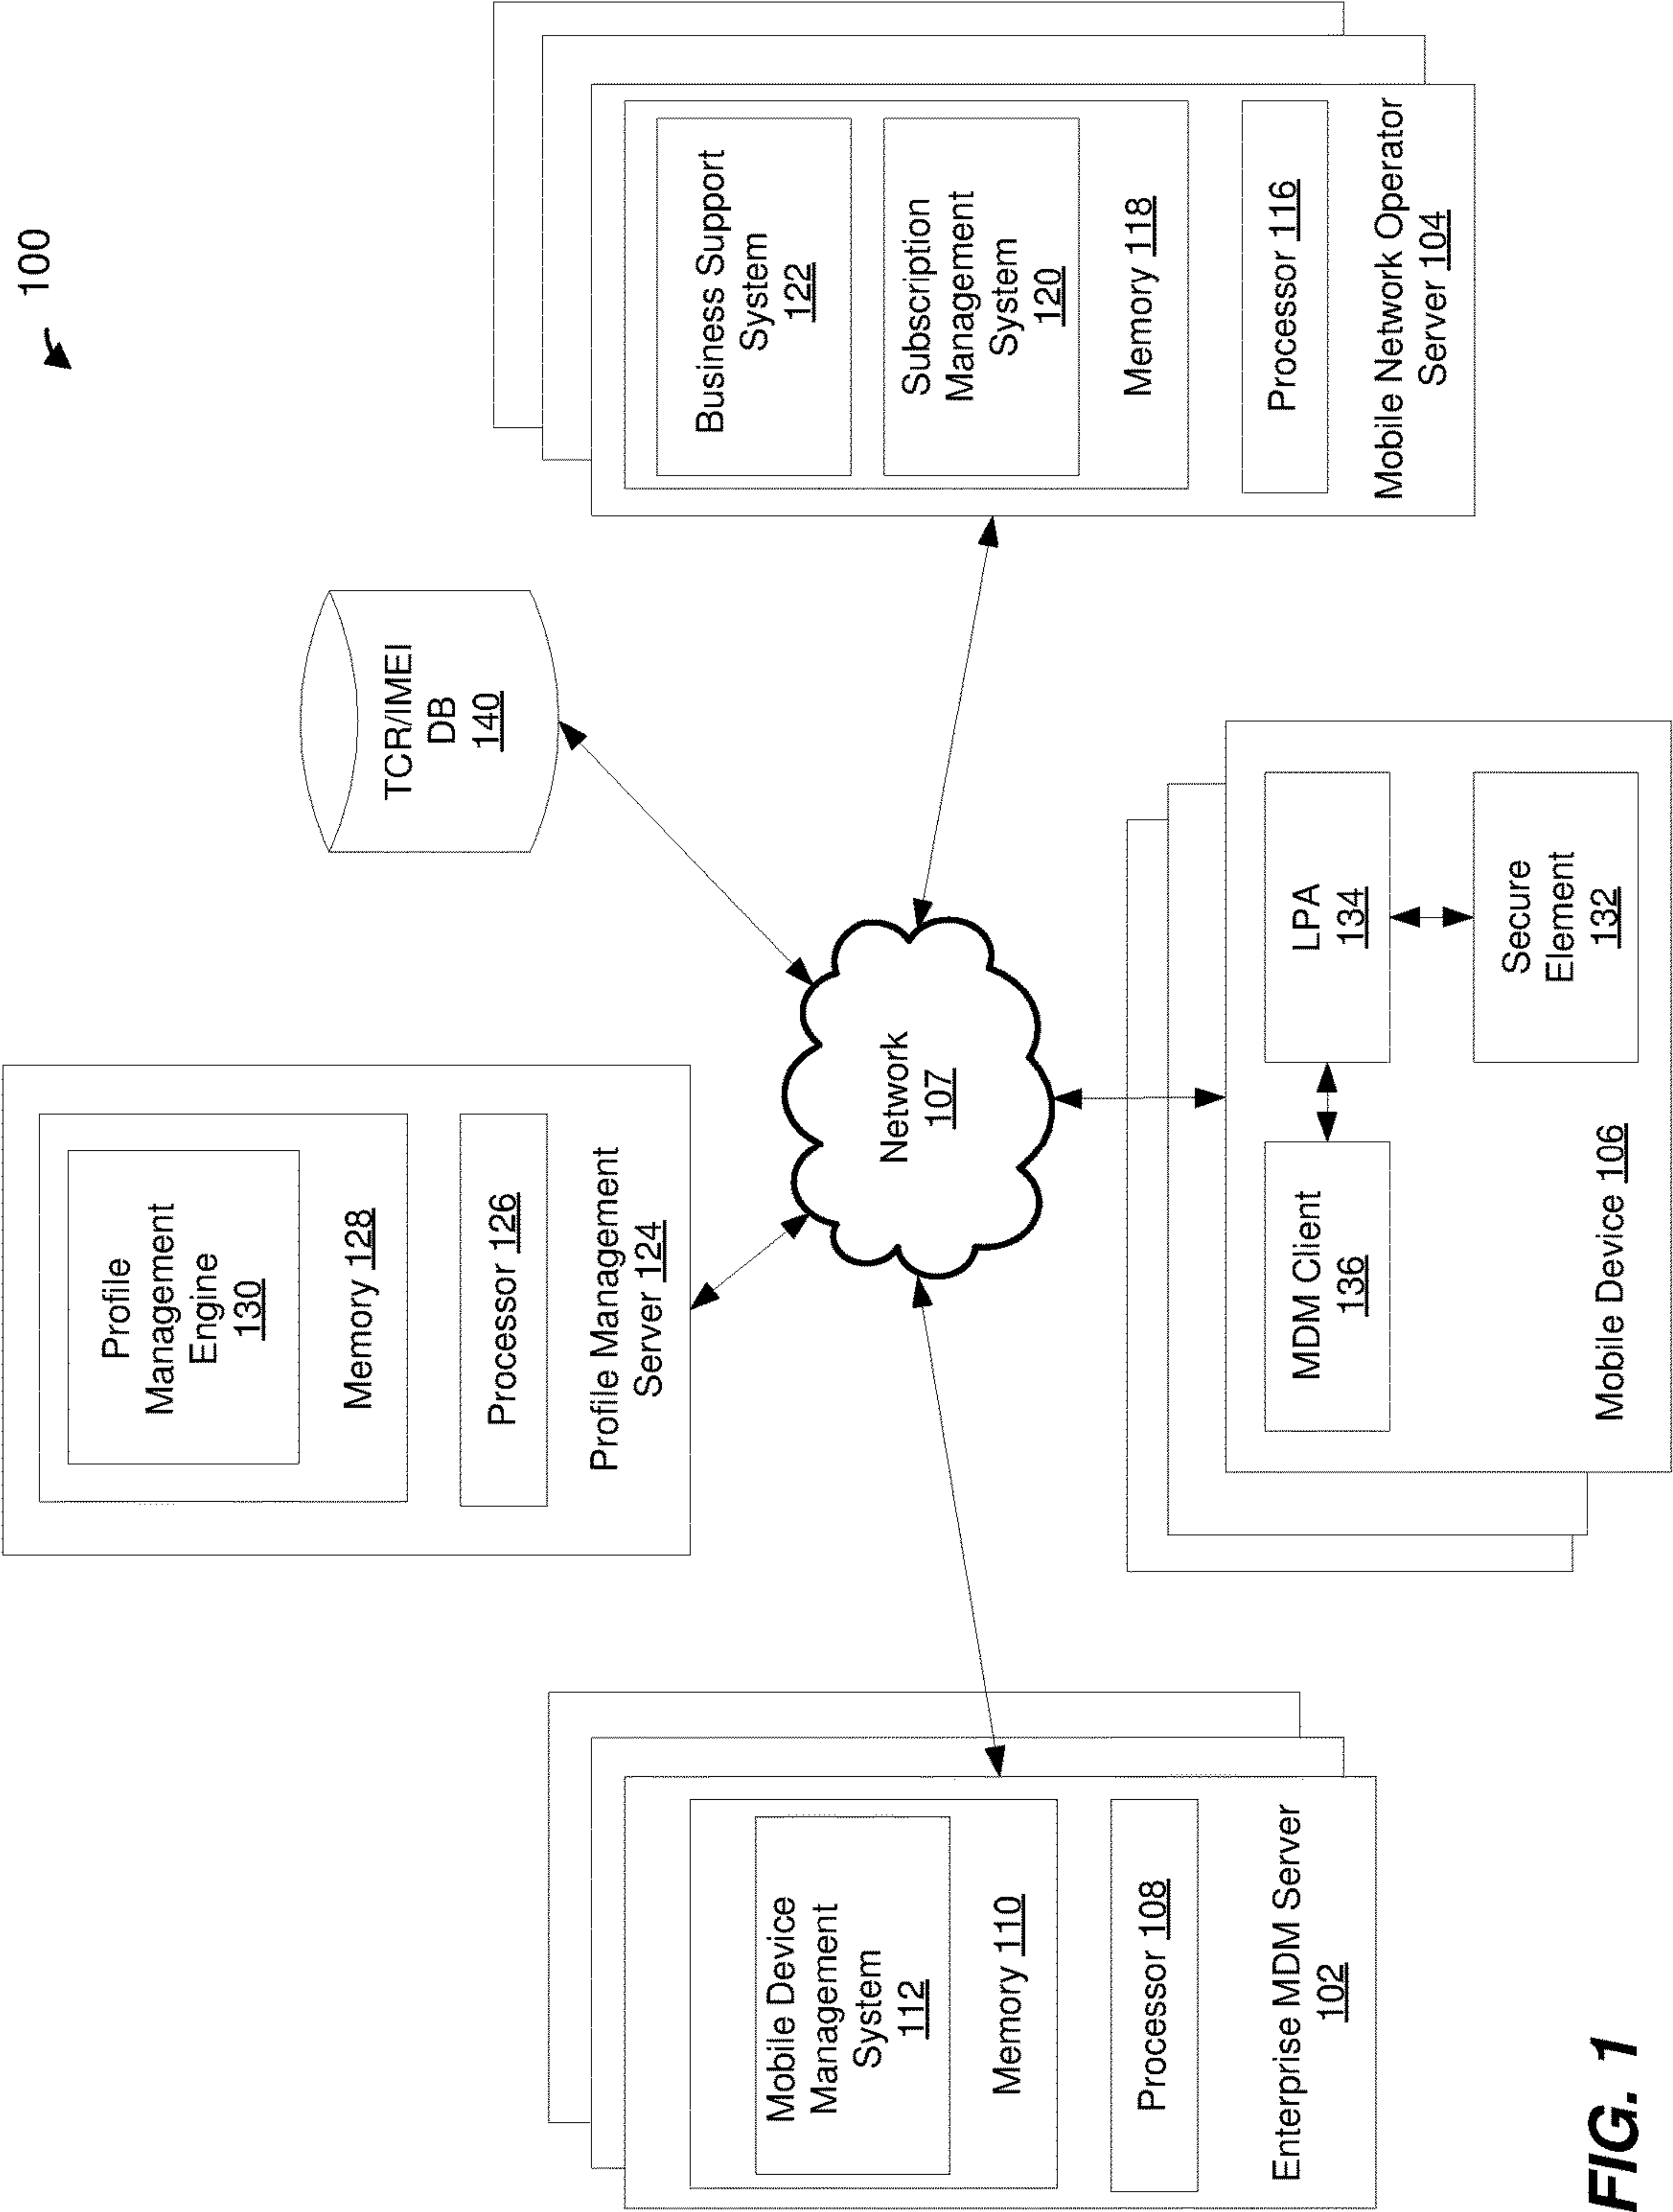 100
Profile
Management
Engine
130
Memory 128
Processor 126
Profile Management
Server 124
TCR/IMEI
DB
140
Mobile Device
Management
System
112
Memory 110
Processor 108
Enterprise MDM Server
102
Network
107
Business Support
System
122
Subscription
Management
System
120
Memory 118
Processor 116
Mobile Network Operator
Server 104
MDM Client
136
LPA
134
Secure
Element
132
Mobile Device 106
FIG. 1